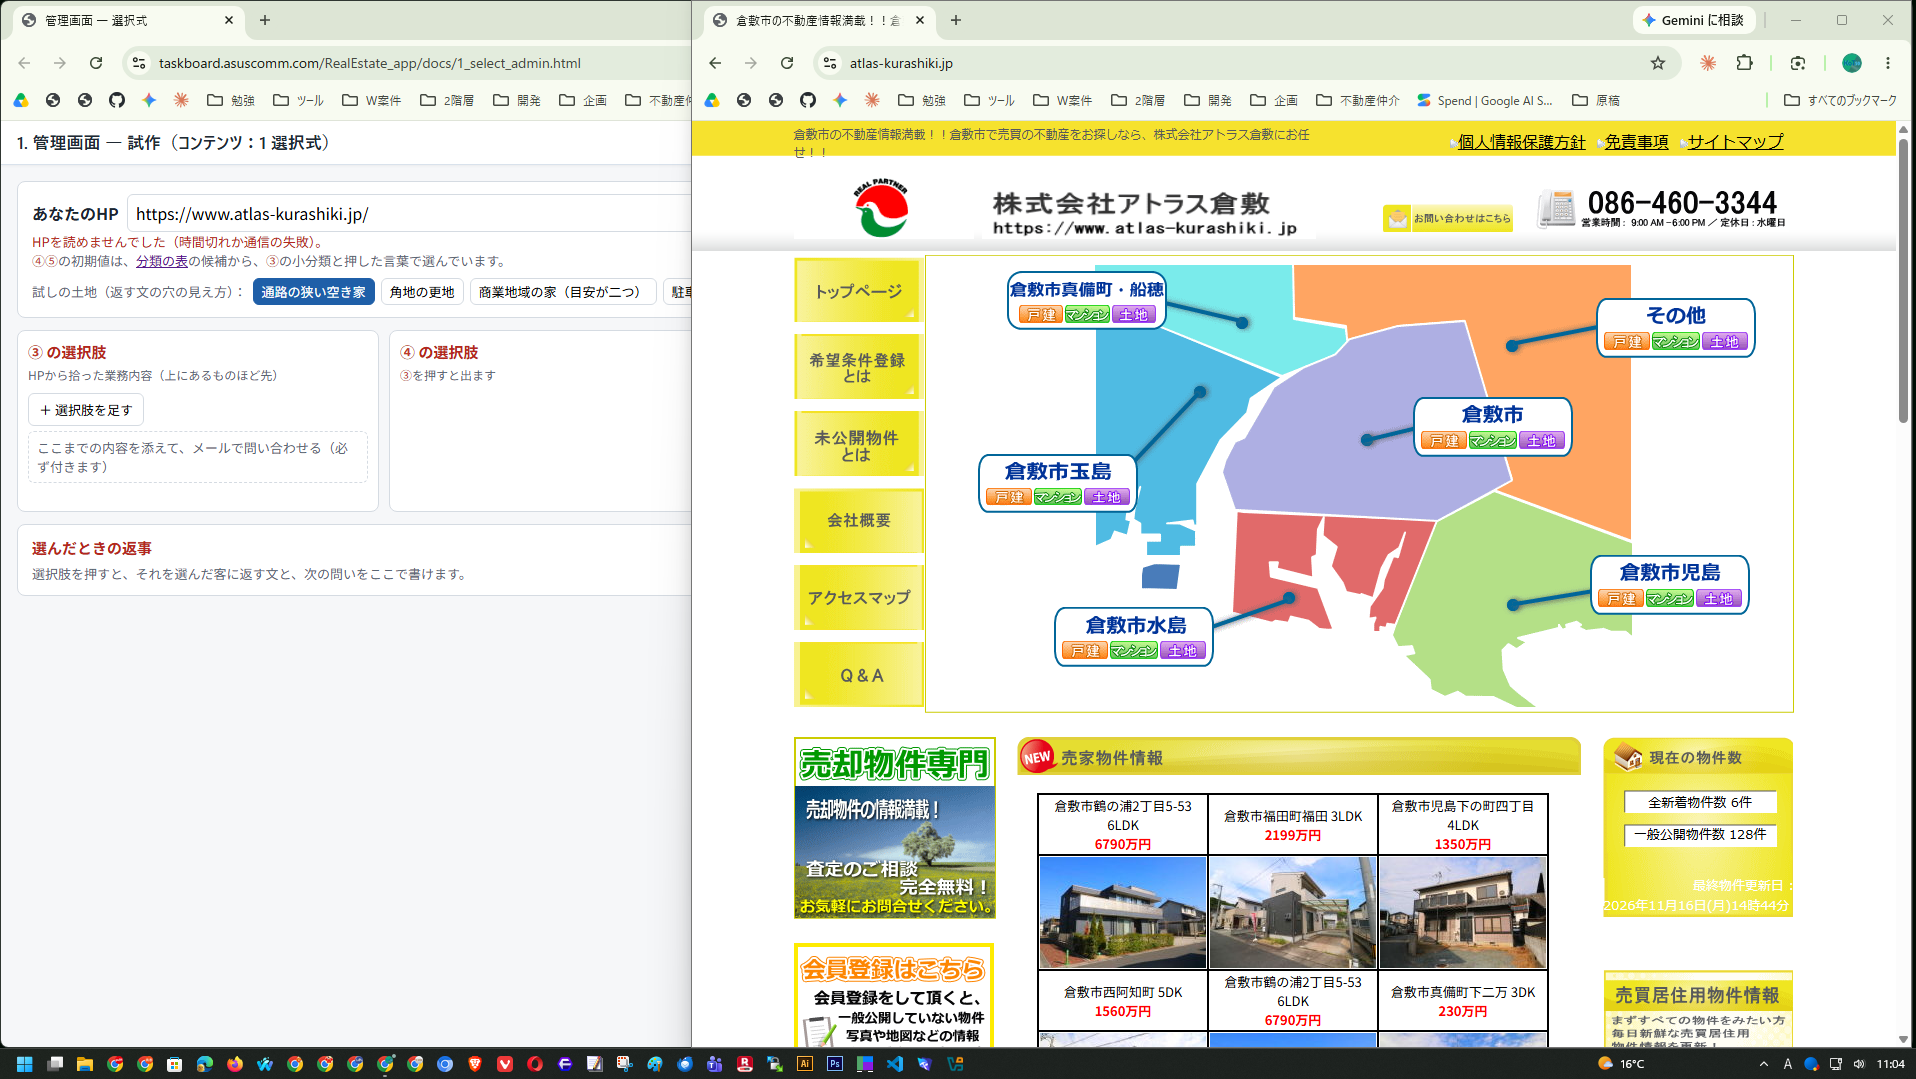 管理画面 — 選択式
taskboard.asuscomm.com/RealEstate_app/docs/1_select_admin.html
勉強
ツール
W案件
2階層
開発
企画
1. 管理画面 — 試作（コンテンツ：1 選択式）
あなたのHP
https://www.atlas-kurashiki.jp/
HPを読めませんでした（時間切れか通信の失敗）。
④⑤の初期値は、分類の表の候補から、③の小分類と押した言葉で選んでいます。
試しの土地（返す文の穴の見え方）：
通路の狭い空き家
角地の更地
商業地域の家（目安が二つ）
③ の選択肢
HPから拾った業務内容（上にあるものほど先）
＋ 選択肢を足す
ここまでの内容を添えて、メールで問い合わせる（必
ず付きます）
④ の選択肢
③を押すと出ます
選んだときの返事
選択肢を押すと、それを選んだ客に返す文と、次の問いをここで書けます。
倉敷市の不動産情報満載！！倉
Gemini に相談
atlas-kurashiki.jp
勉強
ツール
W案件
2階層
開発
企画
不動産仲介
Spend | Google AI S...
原稿
すべてのブックマーク
倉敷市の不動産情報満載！！倉敷市で売買の不動産をお探しなら、株式会社アトラス倉敷にお任
せ！！
個人情報保護方針
免責事項
サイトマップ
REAL PARTNER
株式会社アトラス倉敷
https://www.atlas-kurashiki.jp
お問い合わせはこちら
086-460-3344
営業時間： 9:00 AM -6:00 PM ／ 定休日：水曜日
トップページ
希望条件登録
とは
未公開物件
とは
会社概要
アクセスマップ
Q & A
倉敷市真備町・船穂
戸建 マンション 土地
その他
戸建 マンション 土地
倉敷市
戸建 マンション 土地
倉敷市玉島
戸建 マンション 土地
倉敷市児島
戸建 マンション 土地
倉敷市水島
戸建 マンション 土地
売却物件専門
売却物件の情報満載！
査定のご相談
完全無料！
お気軽にお問合せください。
会員登録はこちら
会員登録をして頂くと、
一般公開していない物件
写真や地図などの情報
NEW 売家物件情報
倉敷市鶴の浦2丁目5-53
6LDK
6790万円
倉敷市福田町福田 3LDK
2199万円
倉敷市児島下の町四丁目
4LDK
1350万円
倉敷市西阿知町 5DK
1560万円
倉敷市鶴の浦2丁目5-53
6LDK
6790万円
倉敷市真備町下二万 3DK
230万円
現在の物件数
全新着物件数 6件
一般公開物件数 128件
最終物件更新日：
2026年11月16日(月)14時44分
売買居住用物件情報
まずすべての物件をみたい方
毎日新鮮な売買居住用
物件情報を更新！
16°C
A
11:04